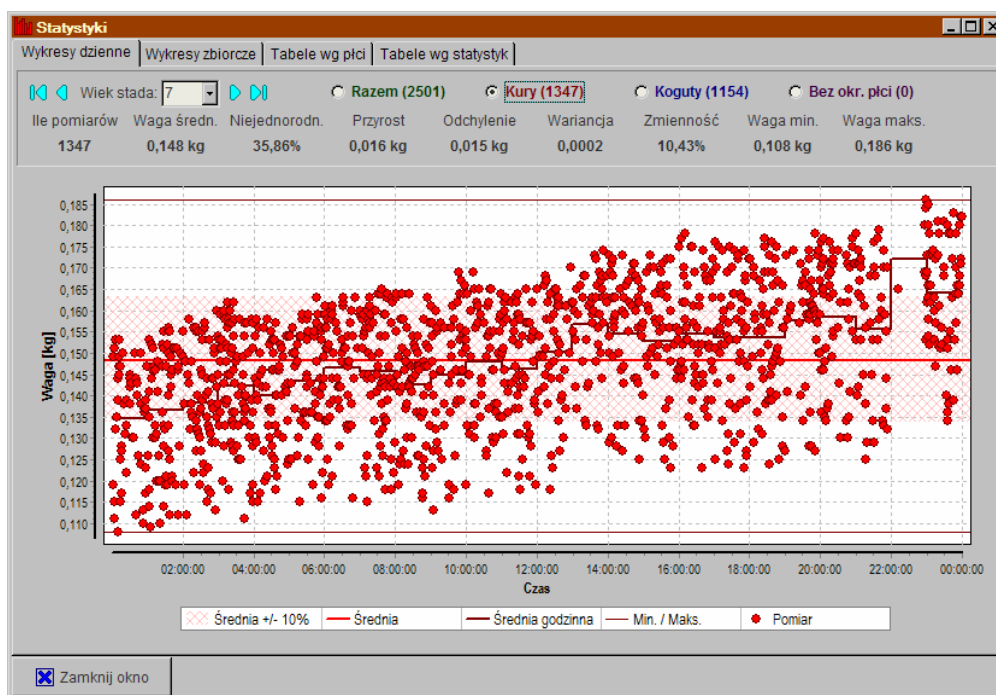 Statystyki
Wykresy dzienne Wykresy zbiorcze Tabele wg płci Tabele wg statystyk
Wiek stada: 7 Razem (2501) Kury (1347) Koguty (1154) Bez okr. płci (0)
Ile pomiarów Waga średn. Niejednorodn. Przyrost Odchylenie Wariancja Zmienność Waga min. Waga maks.
1347 0,148 kg 35,86% 0,016 kg 0,015 kg 0,0002 10,43% 0,108 kg 0,186 kg
Waga [kg]
0,185
0,185
0,175
0,170
0,165
0,160
0,155
0,150
0,145
0,140
0,135
0,130
0,125
0,120
0,115
0,110
02:00:00 04:00:00 06:00:00 08:00:00 10:00:00 12:00:00 14:00:00 16:00:00 18:00:00 20:00:00 22:00:00 00:00:00
Czas
Średnia +/- 10% Średnia Średnia godzinna Min. / Maks. Pomiar
Zamknij okno